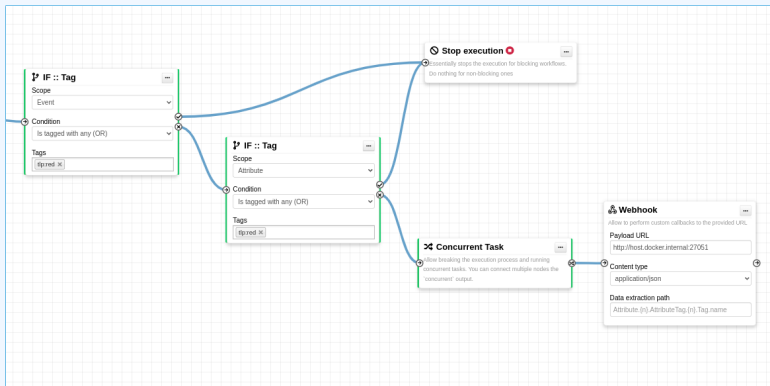 IF :: Tag
...
Scope
Event
Condition
Is tagged with any (OR)
Tags
tlp:red
IF :: Tag
...
Scope
Attribute
Condition
Is tagged with any (OR)
Tags
tlp:red
Stop execution
...
Essentially stops the execution for blocking workflows.
Do nothing for non-blocking ones
Concurrent Task
...
Allow breaking the execution process and running
concurrent tasks. You can connect multiple nodes the
`concurrent` output.
Webhook
...
Allow to perform custom callbacks to the provided URL
Payload URL
http://host.docker.internal:27051
Content type
application/json
Data extraction path
Attribute.{n}.AttributeTag.{n}.Tag.name